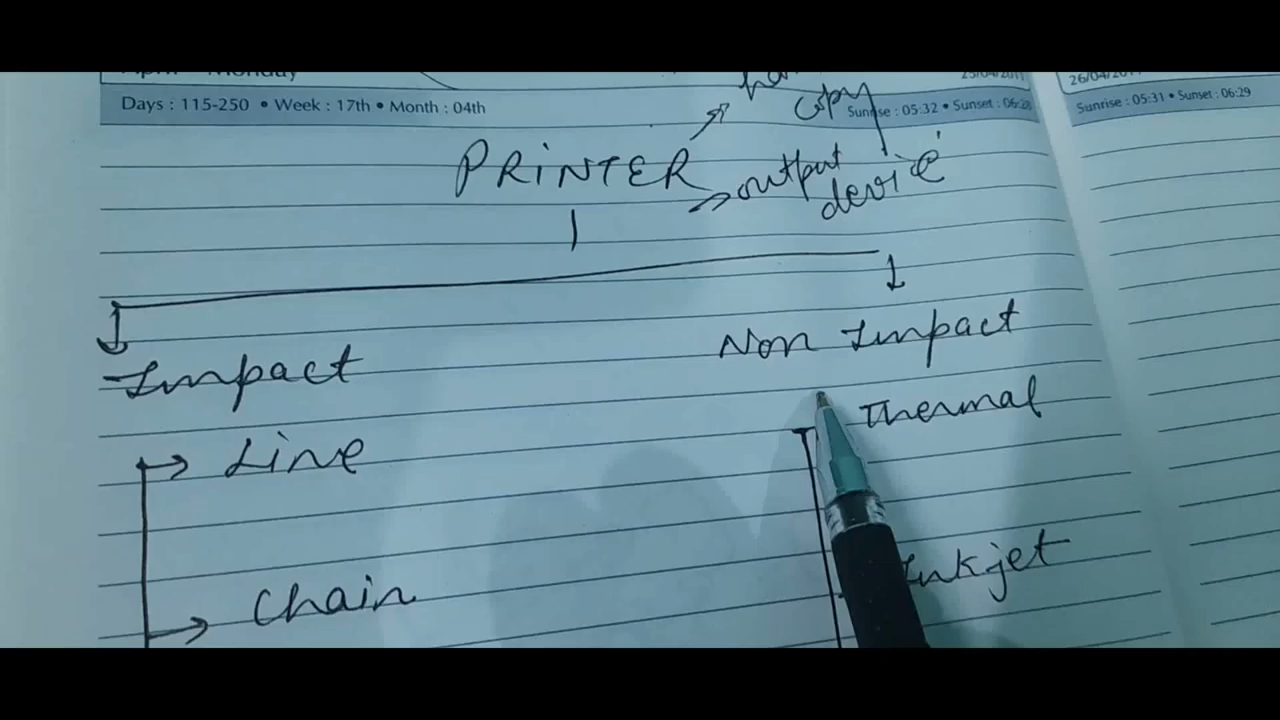 Monday
26/04/
Days : 115-250 • Week : 17th • Month : 04th
Sunrise : 05:32 • Sunset : 06:
Sunrise : 05:31 • Sunset : 06:29
copy
PRINTER
output
device
Impact
Non Impact
Line
Thermal
Chain
Inkjet